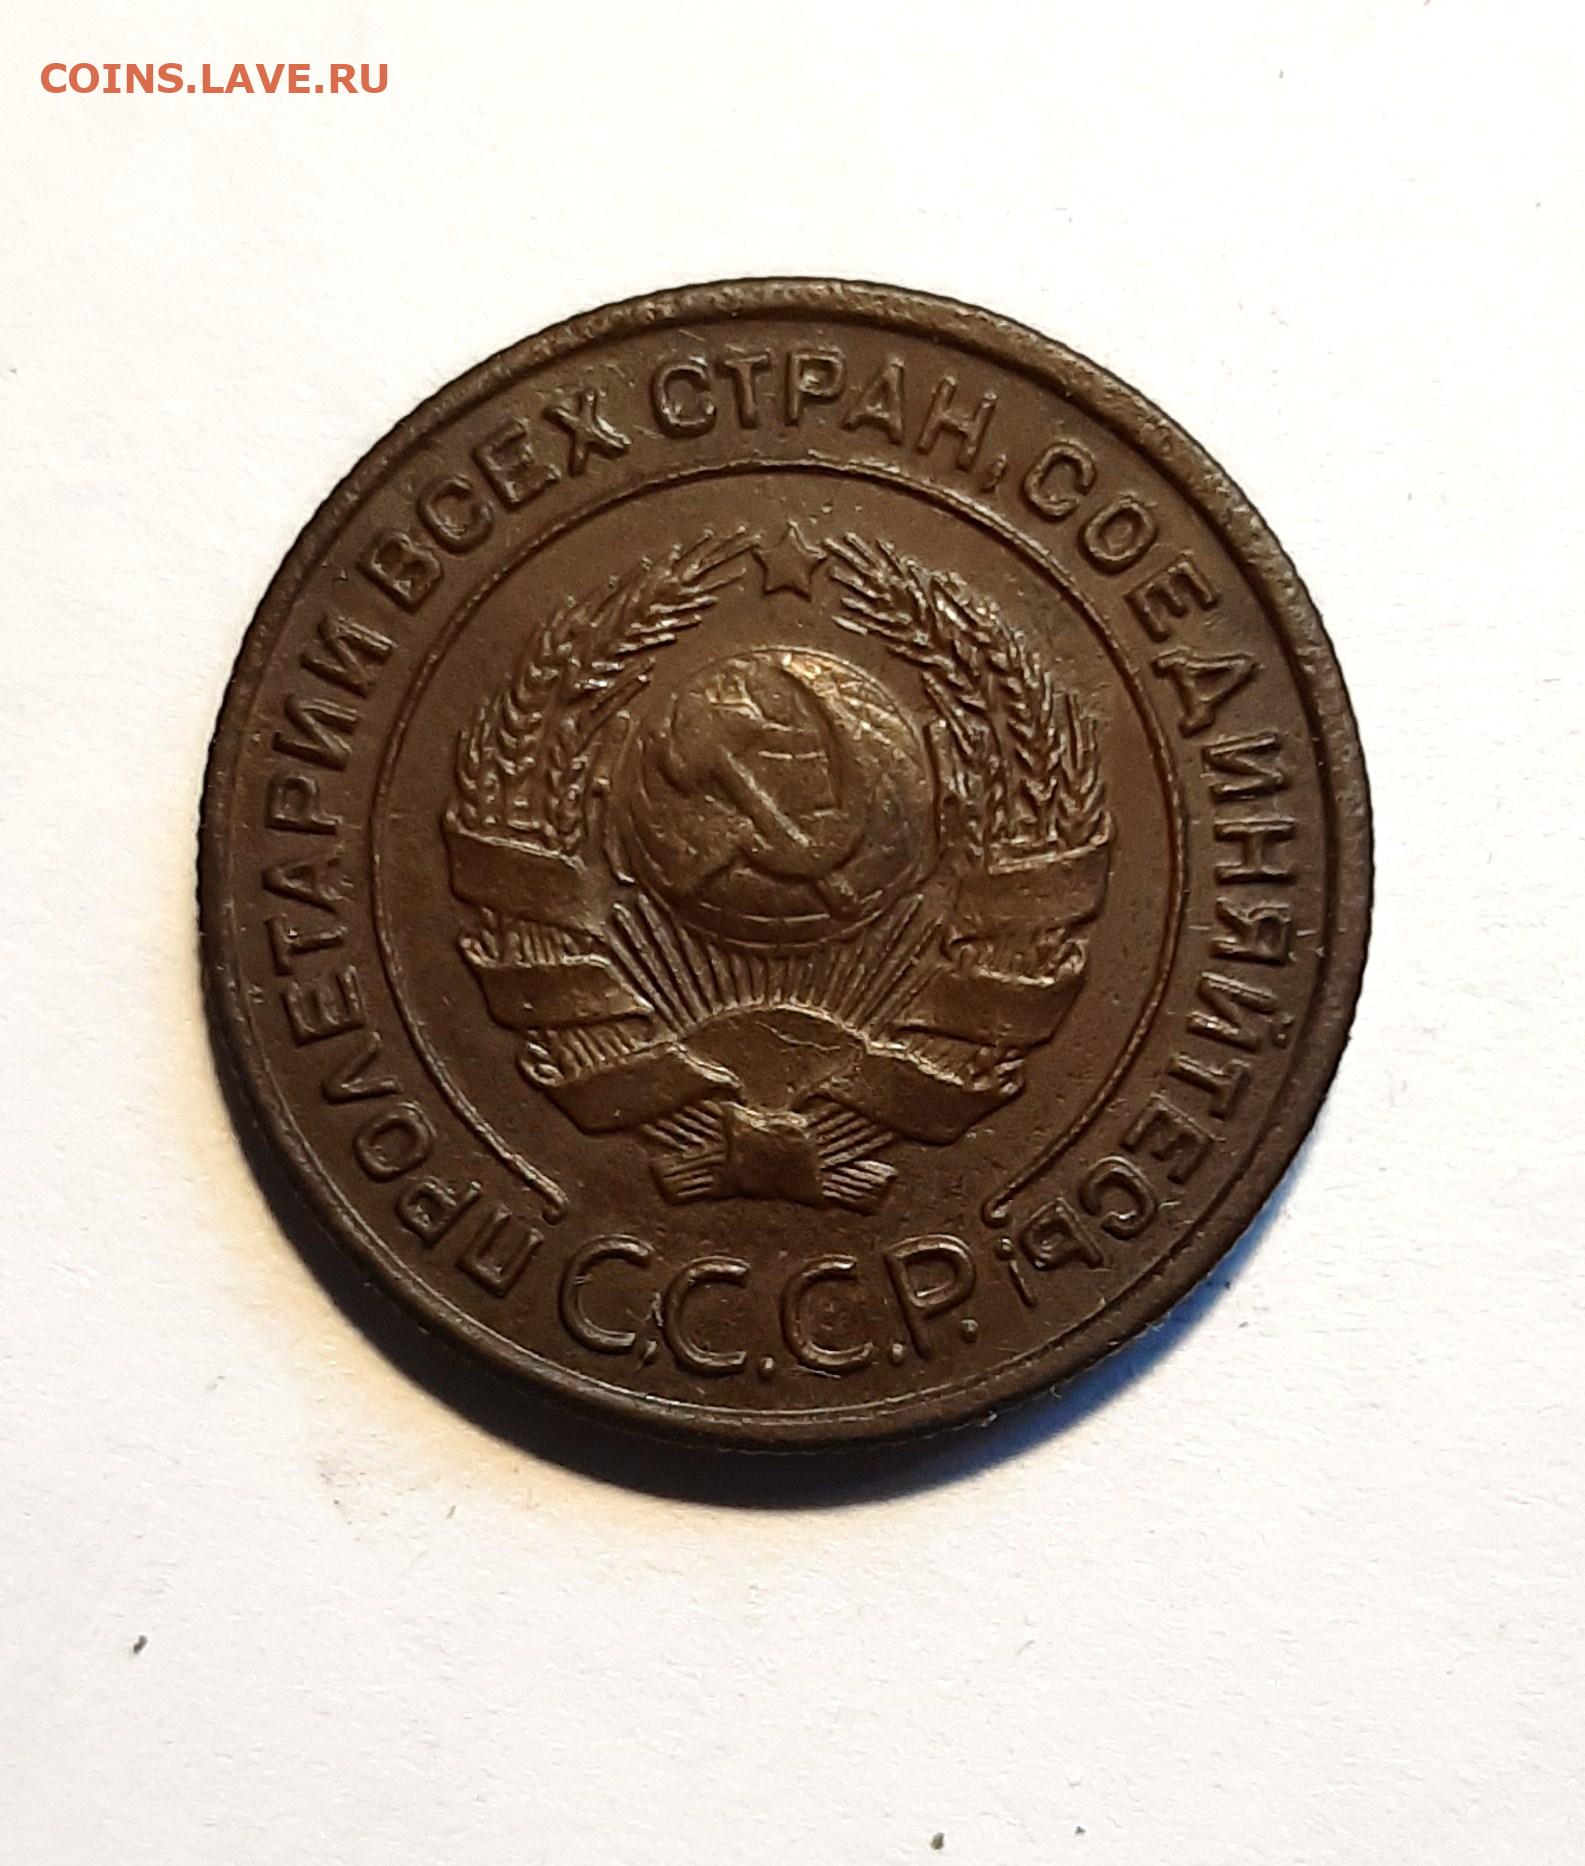 COINS.LAVE.RU
ПРОЛЕТАРИИ ВСЕХ СТРАН, СОЕДИНЯЙТЕСЬ!
С.С.С.Р.